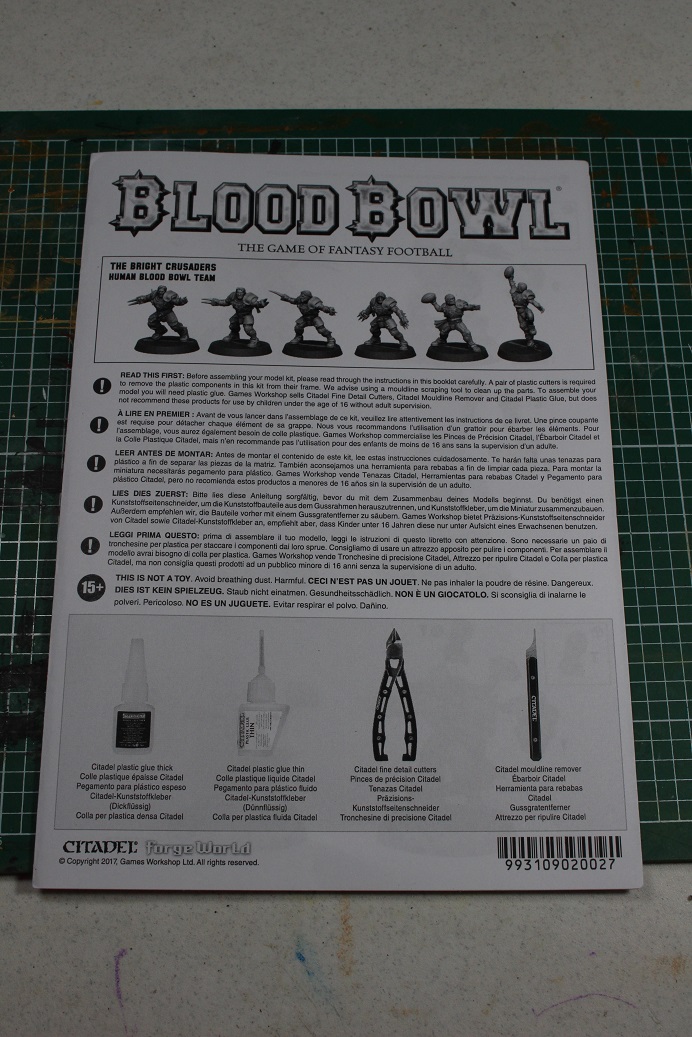 BLOOD BOWL®
THE GAME OF FANTASY FOOTBALL
THE BRIGHT CRUSADERS
HUMAN BLOOD BOWL TEAM
READ THIS FIRST: Before assembling your model kit, please read through the instructions in this booklet carefully. A pair of plastic cutters is required
to remove the plastic components in this kit from their frame. We advise using a mouldline scraping tool to clean up the parts. To assemble your
model you will need plastic glue. Games Workshop sells Citadel Fine Detail Cutters, Citadel Mouldline Remover and Citadel Plastic Glue, but does
not recommend these products for use by children under the age of 16 without adult supervision.
À LIRE EN PREMIER : Avant de vous lancer dans l'assemblage de ce kit, veuillez lire attentivement les instructions de ce livret. Une pince coupante
est requise pour détacher chaque élément de sa grappe. Nous vous recommandons l'utilisation d'un grattoir pour ébarber les éléments. Pour
l'assemblage, vous aurez également besoin de colle plastique. Games Workshop commercialise les Pinces de Précision Citadel, l'Ébarboir Citadel et
la Colle Plastique Citadel, mais n'en recommande pas l'utilisation pour des enfants de moins de 16 ans sans la supervision d'un adulte.
LEER ANTES DE MONTAR: Antes de montar el contenido de este kit, lee estas instrucciones cuidadosamente. Te harán falta unas tenazas para
plástico a fin de separar las piezas de la matriz. También aconsejamos una herramienta para rebabas a fin de limpiar cada pieza. Para montar la
miniatura necesitarás pegamento para plástico. Games Workshop vende Tenazas Citadel, Herramientas para rebabas Citadel y Pegamento para
plástico Citadel, pero no recomienda estos productos a menores de 16 años sin la supervisión de un adulto.
LIES DIES ZUERST: Bitte lies diese Anleitung sorgfältig, bevor du mit dem Zusammenbau deines Modells beginnst. Du benötigst einen
Kunststoffseitenschneider, um die Kunstbauteile aus dem Gussrahmen herauszutrennen, und Kunststoffkleber, um die Miniatur zusammenzubauen.
Außerdem empfehlen wir, die Bauteile vorher mit einem Gussgratentferner zu säubern. Games Workshop bietet Präzisions-Kunststoffseitenschneider
von Citadel sowie Citadel-Kunststoffkleber an, empfiehlt aber, dass Kinder unter 16 Jahren diese nur unter Aufsicht eines Erwachsenen benutzen.
LEGGI PRIMA QUESTO: prima di assemblare il tuo modello, leggi le istruzioni di questo libretto con attenzione. Sono necessarie un paio di
tronchesine per plastica per staccare i componenti dai loro sprue. Consigliamo di usare un attrezzo apposito per pulire i componenti. Per assemblare il
modello avrai bisogno di colla per plastica. Games Workshop vende Tronchesine di precisione Citadel, Attrezzo per ripulire Citadel e Colla per plastica
Citadel, ma non consiglia questi prodotti ad un pubblico minore di 16 anni senza la supervisione di un adulto.
15+
THIS IS NOT A TOY. Avoid breathing dust. Harmful. CECI N'EST PAS UN JOUET. Ne pas inhaler la poudre de résine. Dangereux.
DIES IST KEIN SPIELZEUG. Staub nicht einatmen. Gesundheitsschädlich. NON È UN GIOCATOLO. Si sconsiglia di inalarne le
polveri. Pericoloso. NO ES UN JUGUETE. Evitar respirar el polvo. Dañino.
PLASTIC GLUE
THIN
CITADEL
Citadel plastic glue thick
Colle plastique épaisse Citadel
Pegamento para plástico espeso
Citadel-Kunststoffkleber
(Dickflüssig)
Colla per plastica densa Citadel
Citadel plastic glue thin
Colle plastique liquide Citadel
Pegamento para plástico fluido
Citadel-Kunststoffkleber
(Dünnflüssig)
Colla per plastica fluida Citadel
Citadel fine detail cutters
Pinces de précision Citadel
Tenazas Citadel
Präzisions-
Kunststoffseitenschneider
Tronchesine di precisione Citadel
Citadel mouldline remover
Ébarboir Citadel
Herramienta para rebabas
Citadel
Gussgratentferner
Attrezzo per ripulire Citadel
CITADEL Forge World
© Copyright 2017, Games Workshop Ltd. All rights reserved.
993109020027